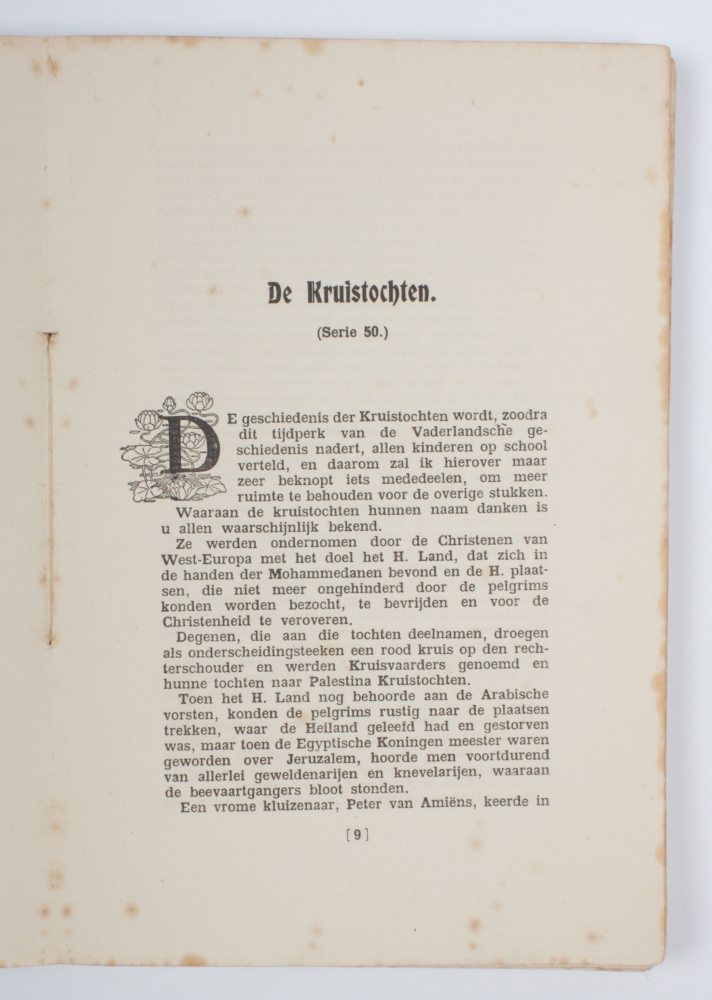 De Kruistochten.
(Serie 50.)
DE geschiedenis der Kruistochten wordt, zoodra
dit tijdperk van de Vaderlandsche ge-
schiedenis nadert, allen kinderen op school
verteld, en daarom zal ik hierover maar
zeer beknopt iets mededeelen, om meer
ruimte te behouden voor de overige stukken.
Waaraan de kruistochten hunnen naam danken is
u allen waarschijnlijk bekend.
Ze werden ondernomen door de Christenen van
West-Europa met het doel het H. Land, dat zich in
de handen der Mohammedanen bevond en de H. plaat-
sen, die niet meer ongehinderd door de pelgrims
konden worden bezocht, te bevrijden en voor de
Christenheid te veroveren.
Degenen, die aan die tochten deelnamen, droegen
als onderscheidingsteeken een rood kruis op den rech-
terschouder en werden Kruisvaarders genoemd en
hunne tochten naar Palestina Kruistochten.
Toen het H. Land nog behoorde aan de Arabische
vorsten, konden de pelgrims rustig naar de plaatsen
trekken, waar de Heiland geleefd had en gestorven
was, maar toen de Egyptische Koningen meester waren
geworden over Jeruzalem, hoorde men voortdurend
van allerlei geweldenarijen en knevelarijen, waaraan
de beevaartgangers bloot stonden.
Een vrome kluizenaar, Peter van Amiëns, keerde in
[9]